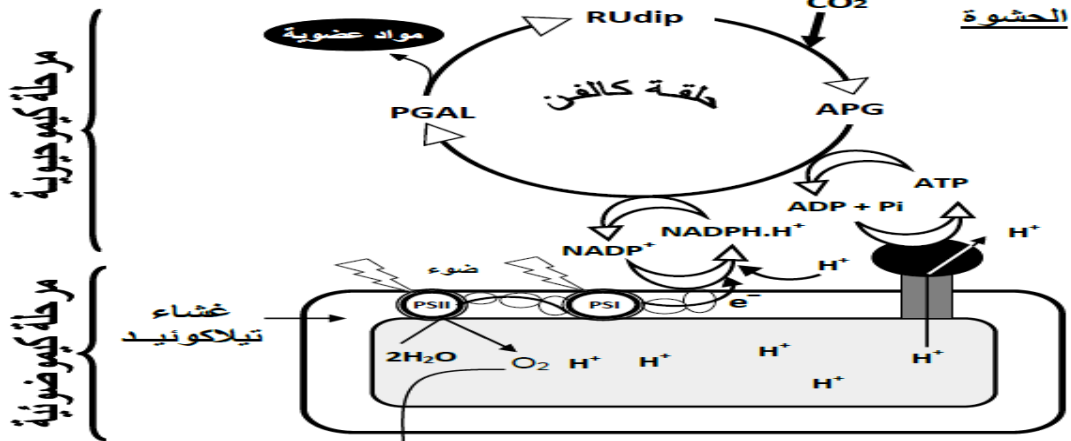 CO2
الحشوة
RUdip
مواد عضوية
حلقة كالفن
PGAL
APG
مرحلة كيموحيوية
ATP
ADP + Pi
H⁺
NADP⁺
NADPH.H⁺
H⁺
ضوء
PSII
PSI
e⁻
غشاء
تيلاكوئيد
مرحلة كيموضوئية
2H₂O
O₂
H⁺
H⁺
H⁺
H⁺
H⁺